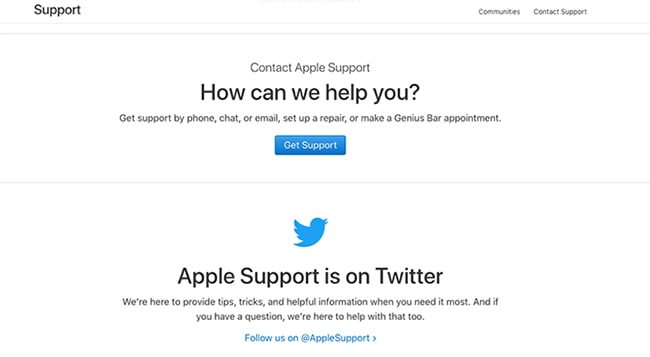 Support
Communities
Contact Support
Contact Apple Support
How can we help you?
Get support by phone, chat, or email, set up a repair, or make a Genius Bar appointment.
Get Support
Apple Support is on Twitter
We're here to provide tips, tricks, and helpful information when you need it most. And if
you have a question, we're here to help with that too.
Follow us on @AppleSupport >